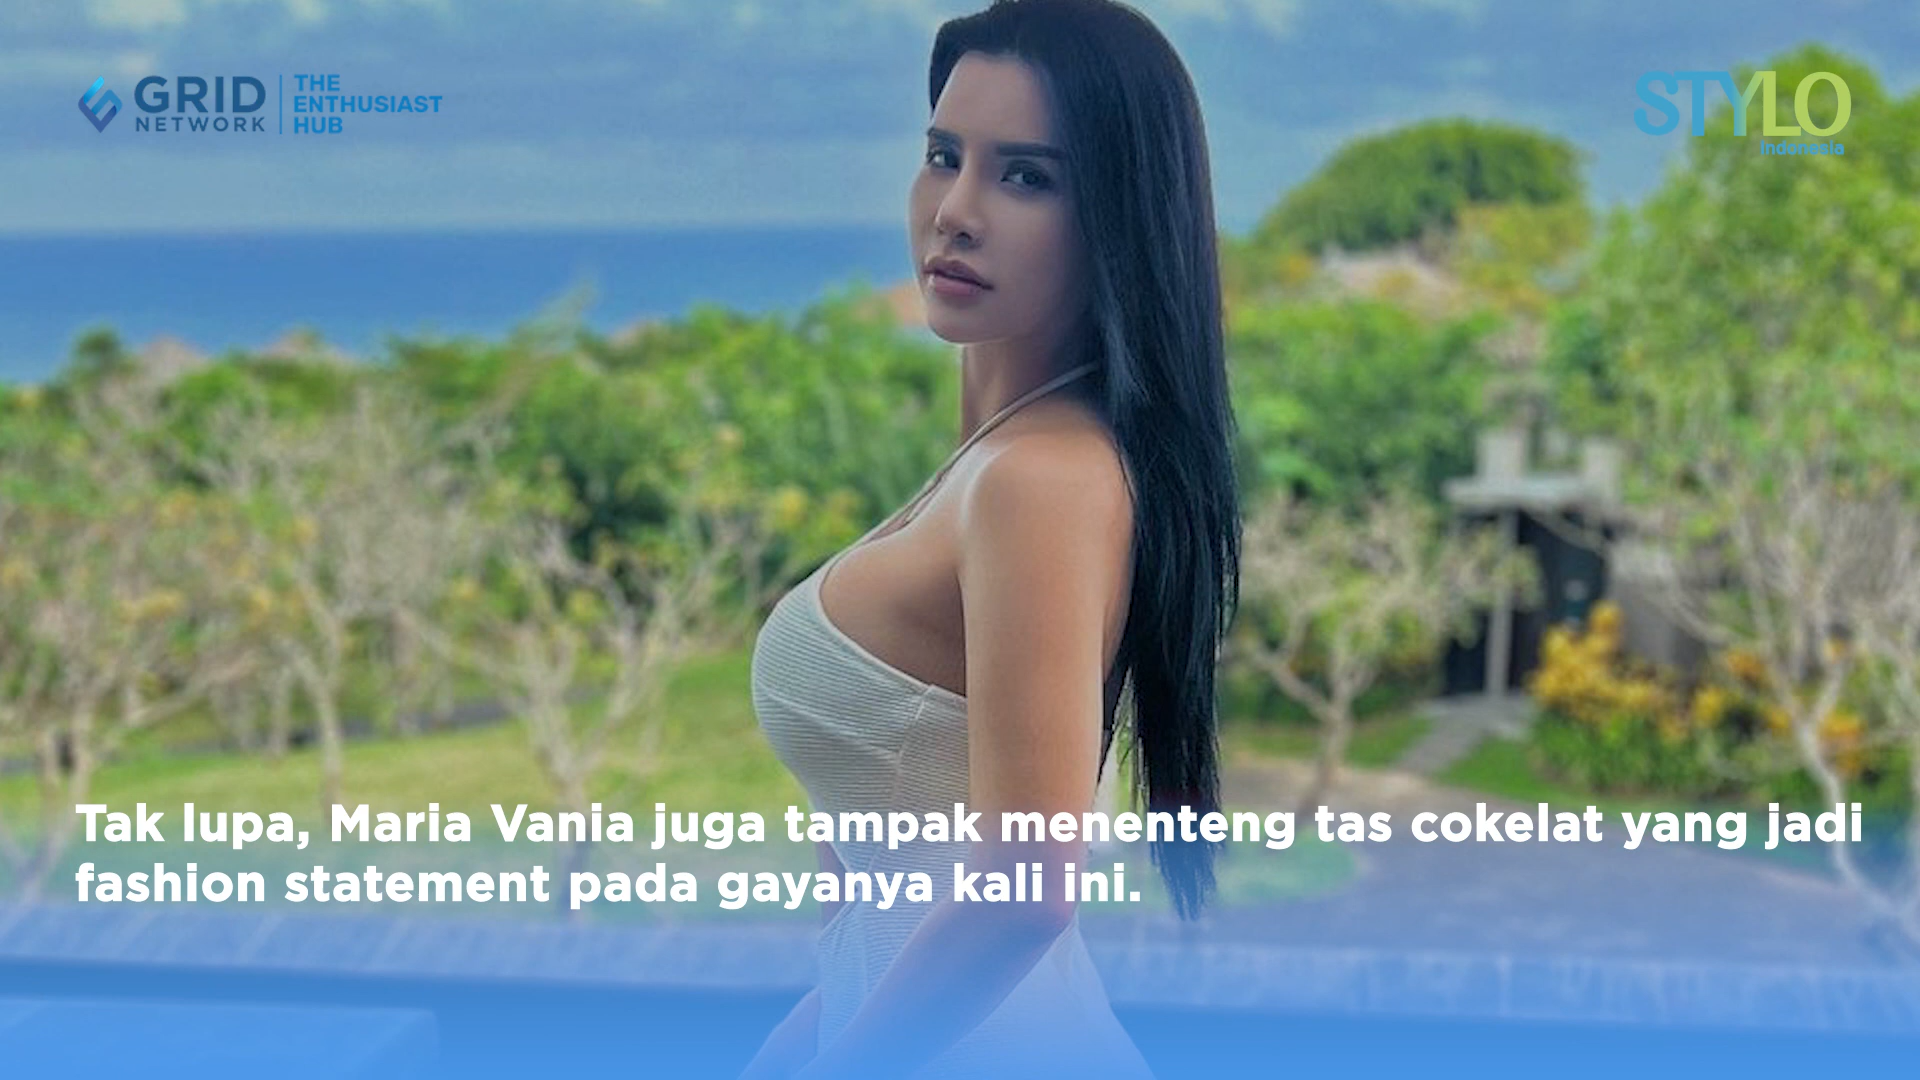 GRID
NETWORK
THE
ENTHUSIAST
HUB
STYLO
Indonesia
Tak lupa, Maria Vania juga tampak menenteng tas cokelat yang jadi
fashion statement pada gayanya kali ini.